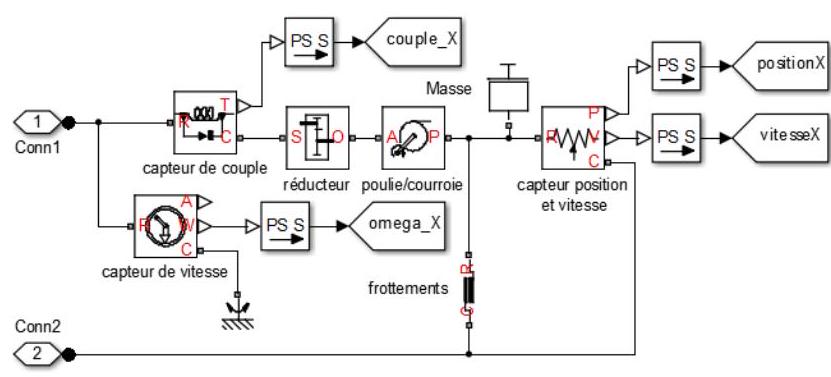 PS S
couple_X
Masse
PS S
positionX
1
Conn1
T
R
C
capteur de couple
S
O
réducteur
A
P
poulie/courroie
P
R
V
C
capteur position
et vitesse
PS S
vitesseX
A
R
W
C
capteur de vitesse
PS S
omega_X
frottements
R
C
Conn2
2